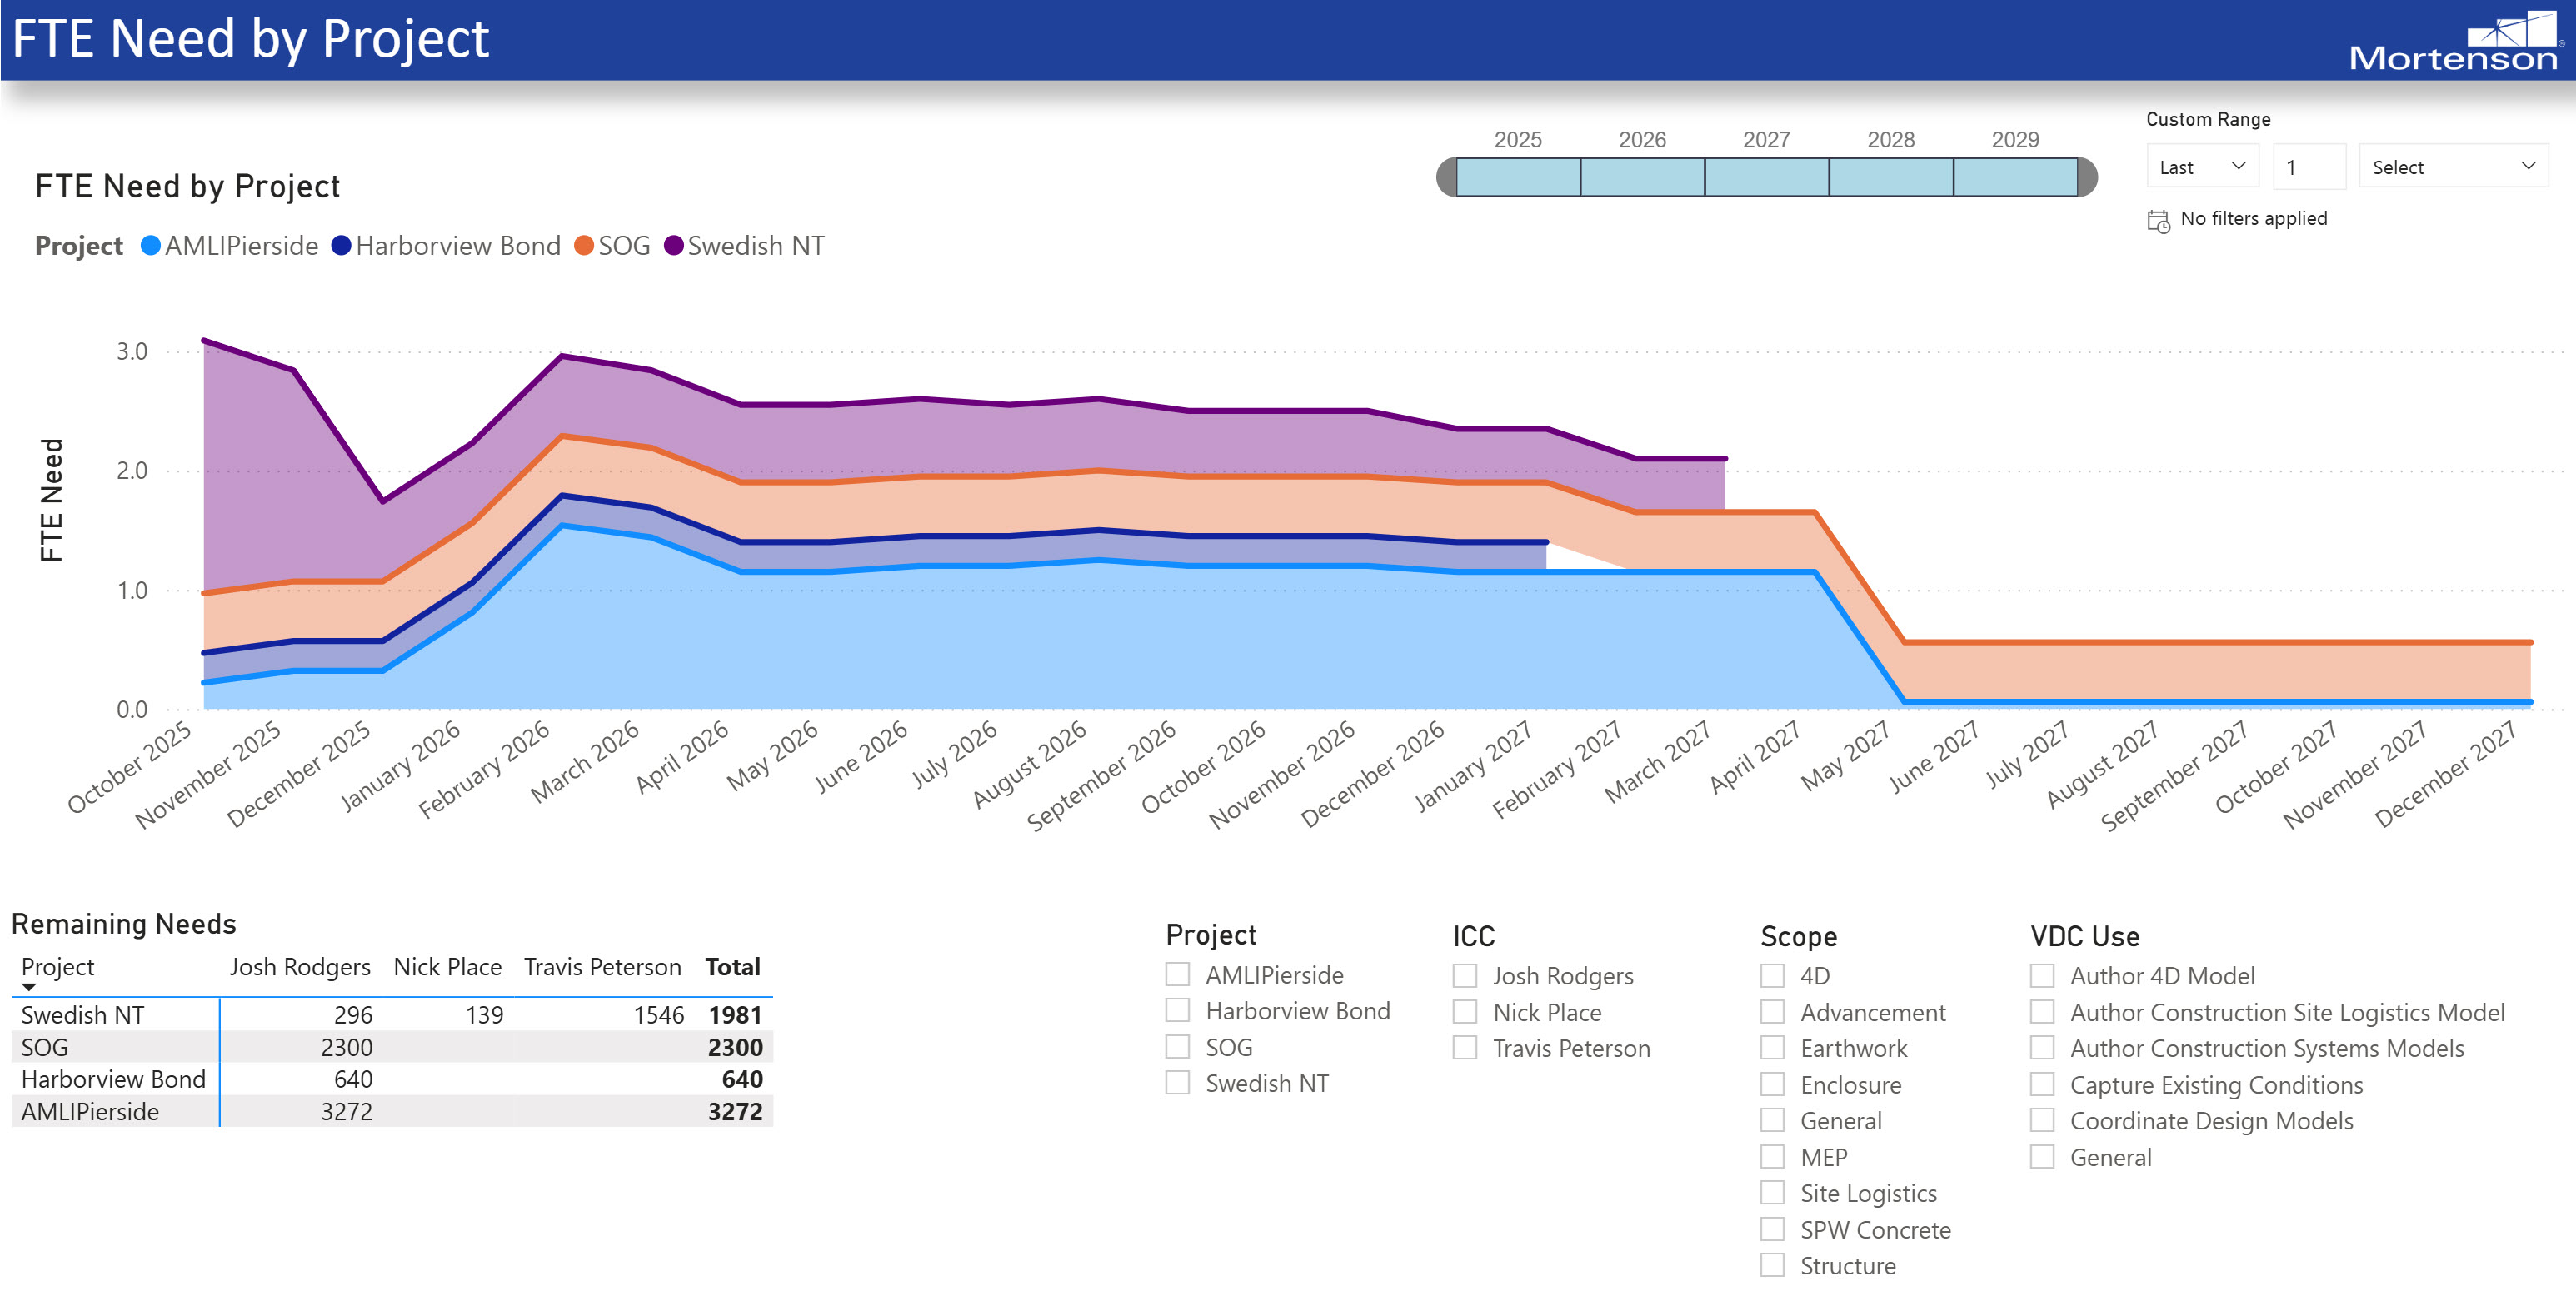 FTE Need by Project
Mortenson®
2025 2026 2027 2028 2029
Custom Range
Last 1 Select
No filters applied
FTE Need by Project
Project AMLIPierside Harborview Bond SOG Swedish NT
FTE Need
3.0
2.0
1.0
0.0
October 2025
November 2025
December 2025
January 2026
February 2026
March 2026
April 2026
May 2026
June 2026
July 2026
August 2026
September 2026
October 2026
November 2026
December 2026
January 2027
February 2027
March 2027
April 2027
May 2027
June 2027
July 2027
August 2027
September 2027
October 2027
November 2027
December 2027
Remaining Needs
Project Josh Rodgers Nick Place Travis Peterson Total
Swedish NT 296 139 1546 1981
SOG 2300 2300
Harborview Bond 640 640
AMLIPierside 3272 3272
Project
AMLIPierside
Harborview Bond
SOG
Swedish NT
ICC
Josh Rodgers
Nick Place
Travis Peterson
Scope
4D
Advancement
Earthwork
Enclosure
General
MEP
Site Logistics
SPW Concrete
Structure
VDC Use
Author 4D Model
Author Construction Site Logistics Model
Author Construction Systems Models
Capture Existing Conditions
Coordinate Design Models
General